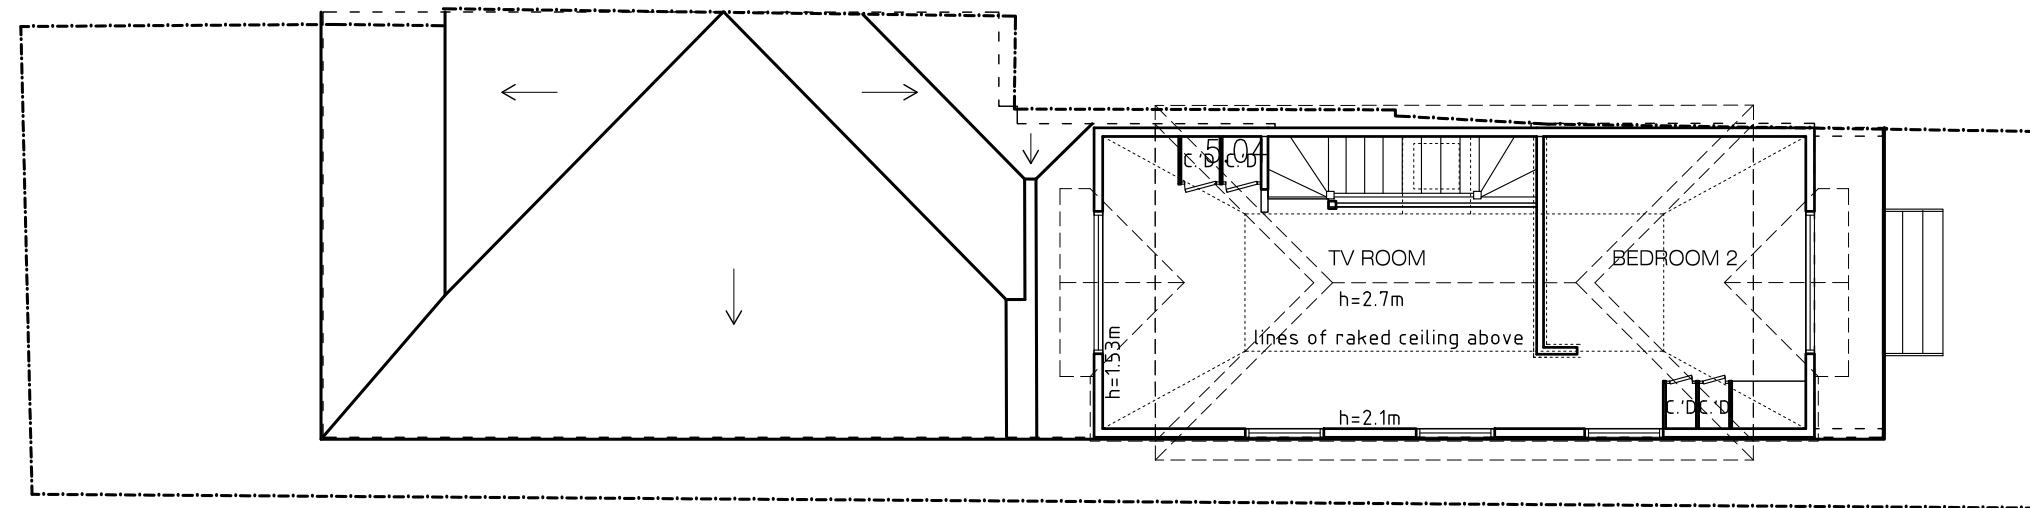 5.04
C.'D
C.'D
TV ROOM
BEDROOM 2
h=2.7m
lines of raked ceiling above
h=1.53m
h=2.1m
C.'D
C.'D